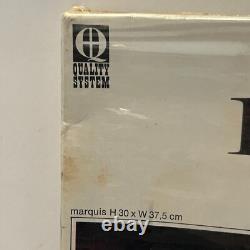 QUALITY
SYSTEM
marquis H 30 x W 37,5 cm